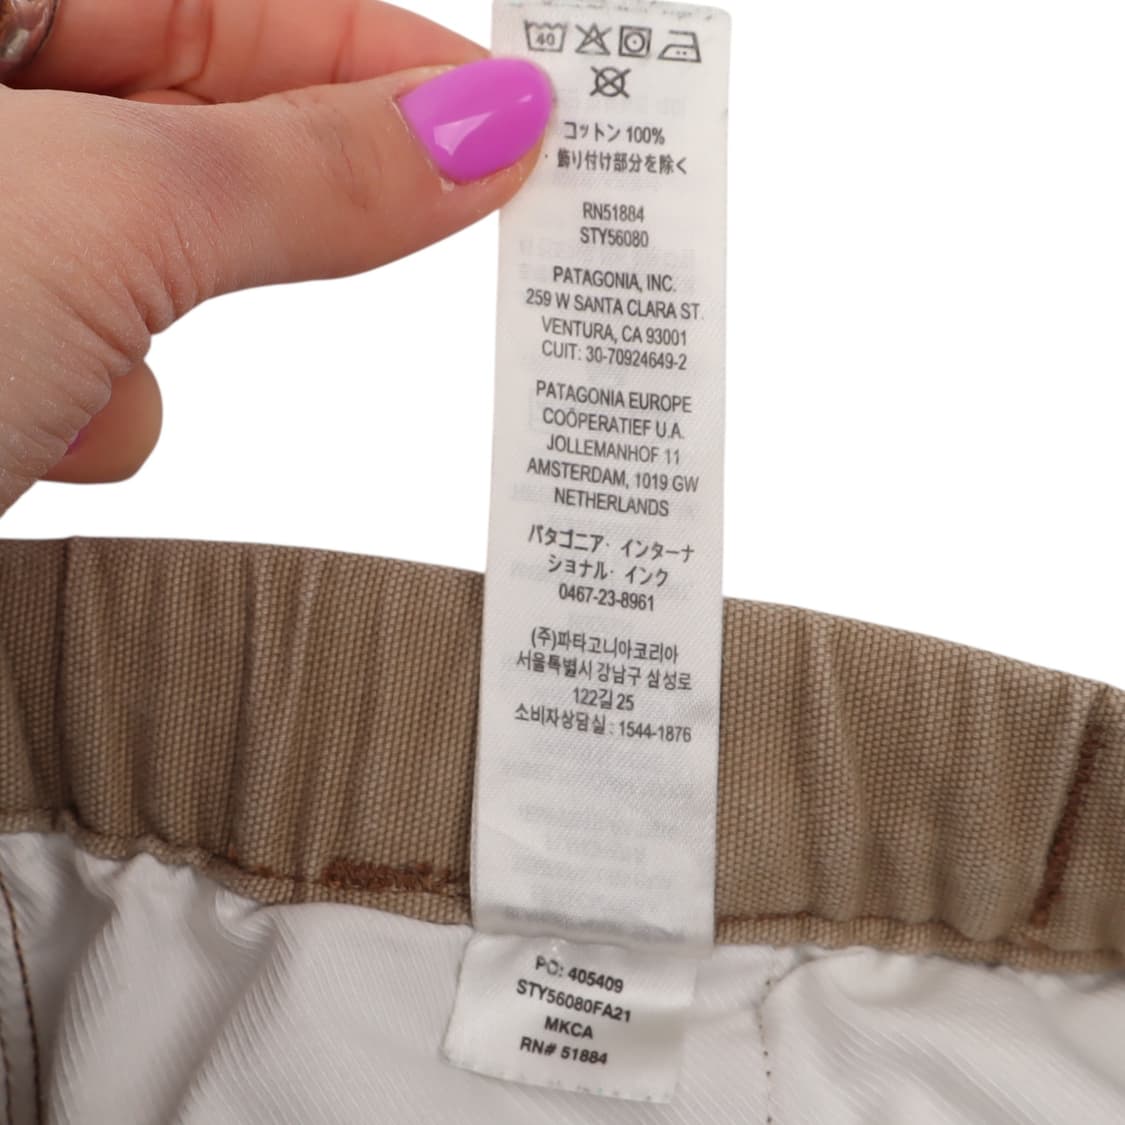 40
コットン 100%
・飾り付け部分を除く
RN51884
STY56080
PATAGONIA, INC.
259 W SANTA CLARA ST.
VENTURA, CA 93001
CUIT: 30-70924649-2
PATAGONIA EUROPE
COÖPERATIEF U.A.
JOLLEMANHOF 11
AMSTERDAM, 1019 GW
NETHERLANDS
パタゴニア・インターナ
ショナル・インク
0467-23-8961
(주)파타고니아코리아
서울특별시 강남구 삼성로
122길 25
소비자상담실 : 1544-1876
PO: 405409
STY56080FA21
MKCA
RN# 51884